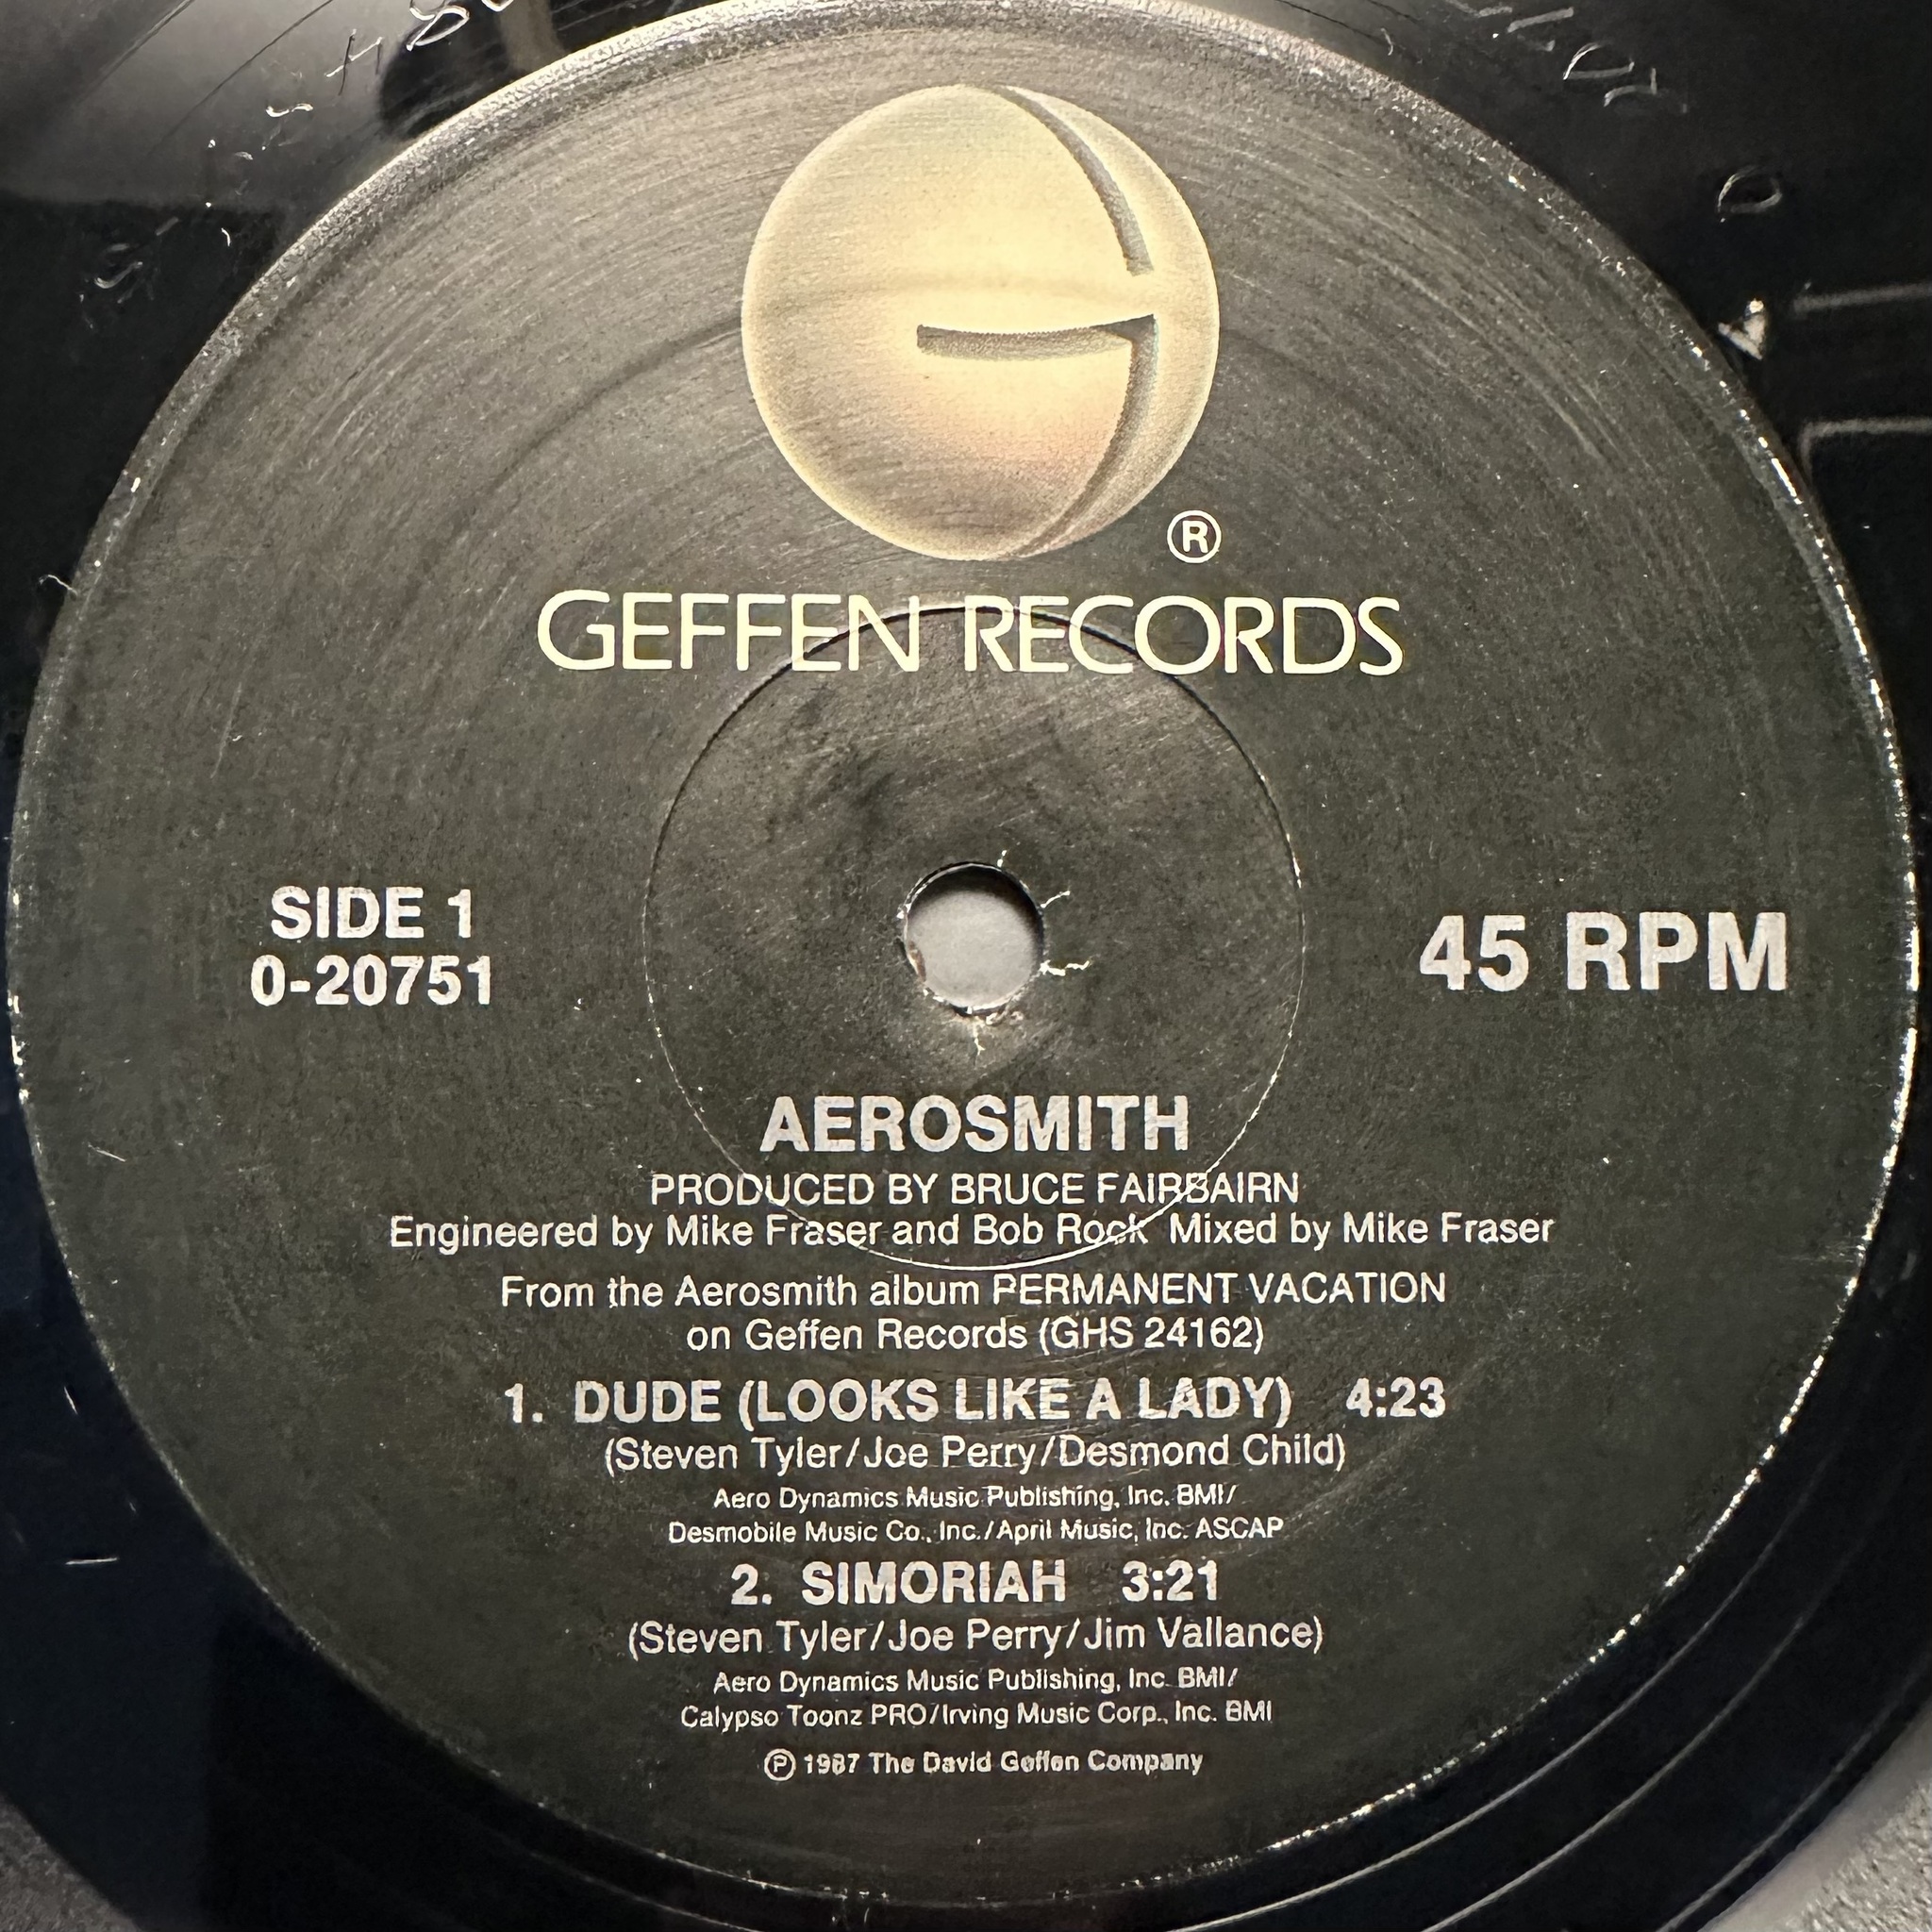 ®
GEFFEN RECORDS
SIDE 1
0-20751
45 RPM
AEROSMITH
PRODUCED BY BRUCE FAIRBAIRN
Engineered by Mike Fraser and Bob Rock Mixed by Mike Fraser
From the Aerosmith album PERMANENT VACATION
on Geffen Records (GHS 24162)
1. DUDE (LOOKS LIKE A LADY) 4:23
(Steven Tyler/Joe Perry/Desmond Child)
Aero Dynamics Music Publishing, Inc. BMI/
Desmobile Music Co., Inc./April Music, Inc. ASCAP
2. SIMORIAH 3:21
(Steven Tyler/Joe Perry/Jim Vallance)
Aero Dynamics Music Publishing, Inc. BMI/
Calypso Toonz PRO/Irving Music Corp., Inc. BMI
℗ 1987 The David Geffen Company